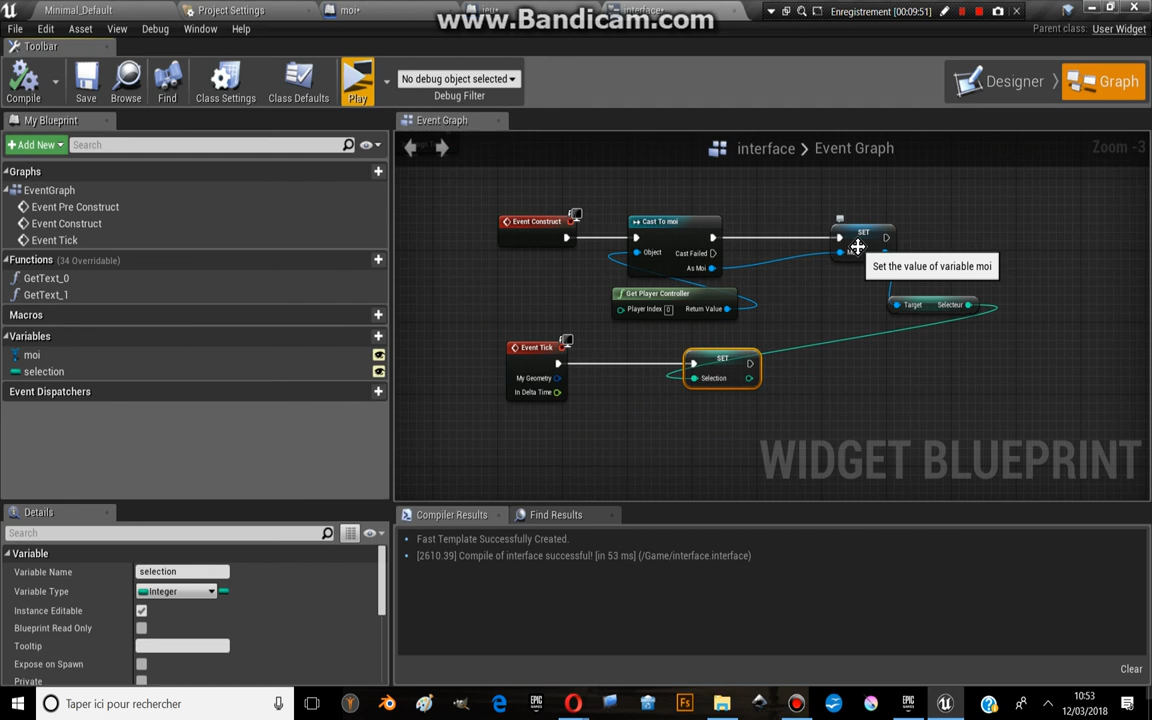 www.Bandicam.com
Minimal_Default
Project Settings
moi•
interface•
Enregistrement [00:09:51]
File Edit Asset View Debug Window Help
Parent class: User Widget
Toolbar
Compile
Save
Browse
Find
Class Settings
Class Defaults
Play
No debug object selected
Debug Filter
Designer
Graph
My Blueprint
Event Graph
Add New
Search
interface > Event Graph
Zoom -3
Graphs
EventGraph
Event Pre Construct
Event Construct
Event Tick
Functions (34 Overridable)
GetText_0
GetText_1
Macros
Variables
moi
selection
Event Dispatchers
Event Construct
Cast To moi
Object
Cast Failed
As Moi
SET
Set the value of variable moi
Get Player Controller
Player Index 0
Return Value
Target
Selecteur
Event Tick
My Geometry
In Delta Time
SET
Selection
WIDGET BLUEPRINT
Details
Search
Variable
Variable Name selection
Variable Type Integer
Instance Editable
Blueprint Read Only
Tooltip
Expose on Spawn
Private
Compiler Results
Find Results
Fast Template Successfully Created.
[2610.39] Compile of interface successful! [in 53 ms] (/Game/interface.interface)
Clear
Taper ici pour rechercher
10:53
12/03/2018